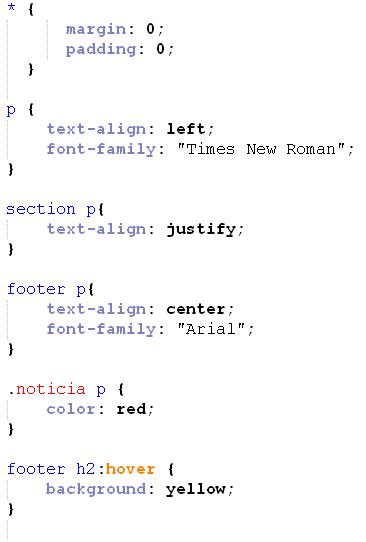 * {
margin: 0;
padding: 0;
}
p {
text-align: left;
font-family: "Times New Roman";
}
section p{
text-align: justify;
}
footer p{
text-align: center;
font-family: "Arial";
}
.noticia p {
color: red;
}
footer h2:hover {
background: yellow;
}